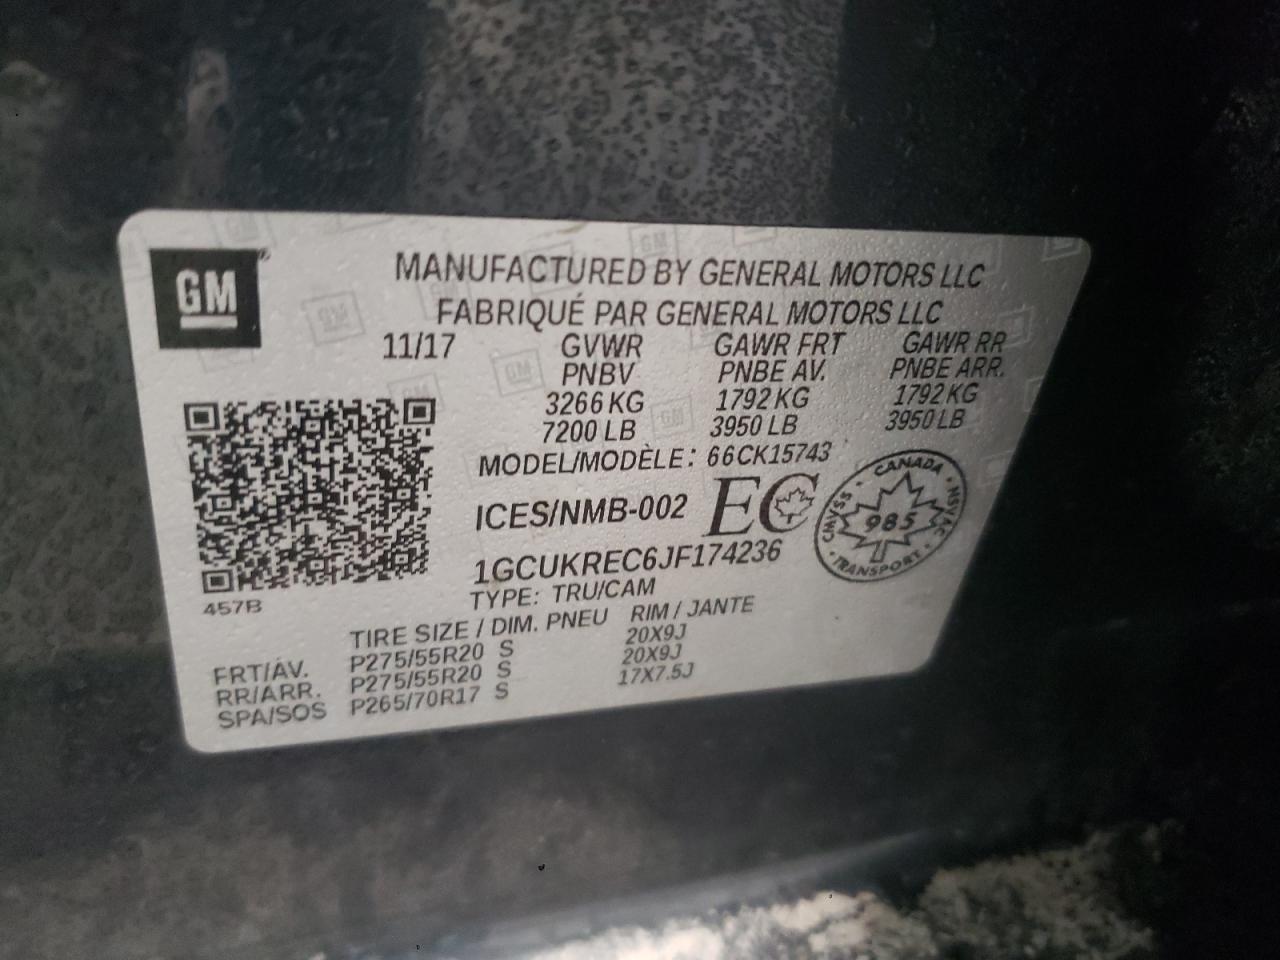 GM
MANUFACTURED BY GENERAL MOTORS LLC
FABRIQUÉ PAR GENERAL MOTORS LLC
11/17 GVWR GAWR FRT GAWR RR
PNBV PNBE AV. PNBE ARR.
3266 KG 1792 KG 1792 KG
7200 LB 3950 LB 3950 LB
MODEL/MODÈLE: 66CK15743
ICES/NMB-002 EC
CANADA
CMVSS 985 NSVAC
TRANSPORT
1GCUKREC6JF174236
457B
TYPE: TRU/CAM
TIRE SIZE / DIM. PNEU RIM / JANTE
FRT/AV. P275/55R20 S 20X9J
RR/ARR. P275/55R20 S 20X9J
SPA/SOS P265/70R17 S 17X7.5J